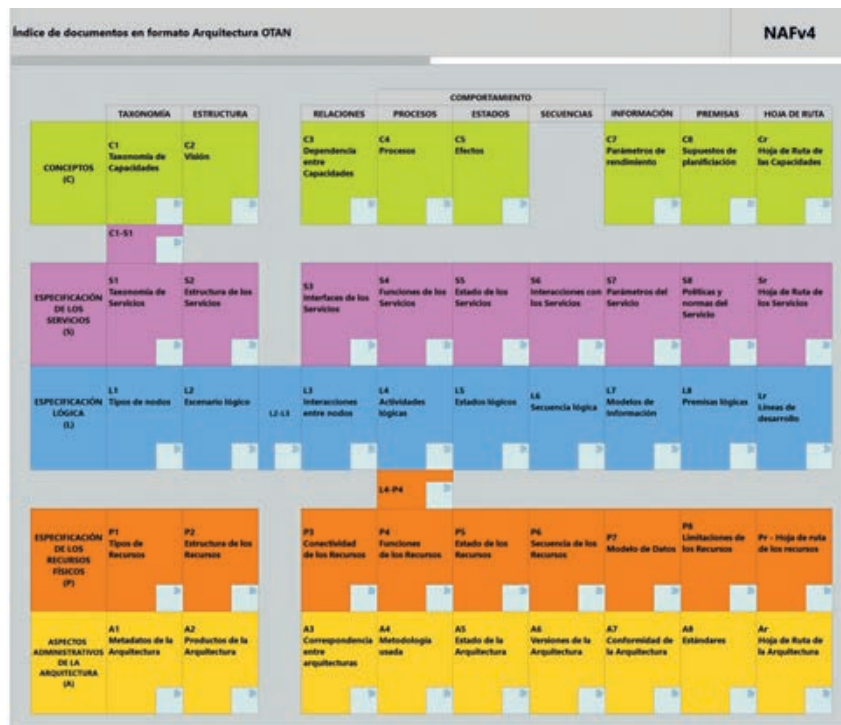 Índice de documentos en formato Arquitectura OTAN
NAFv4
COMPORTAMIENTO
TAXONOMÍA
ESTRUCTURA
RELACIONES
PROCESOS
ESTADOS
SECUENCIAS
INFORMACIÓN
PREMISAS
HOJA DE RUTA
CONCEPTOS
(C)
C1
Taxonomía de
Capacidades
C2
Visión
C3
Dependencia
entre
Capacidades
C4
Procesos
C5
Efectos
C7
Parámetros de
rendimiento
C8
Supuestos de
planificiación
Cr
Hoja de Ruta de
las Capacidades
C1-S1
ESPECIFICACIÓN
DE LOS
SERVICIOS
(S)
S1
Taxonomía de
Servicios
S2
Estructura de los
Servicios
S3
Interfaces de los
Servicios
S4
Funciones de los
Servicios
S5
Estado de los
Servicios
S6
Interacciones con
los Servicios
S7
Parámetros del
Servicio
S8
Políticas y
normas del
Servicio
Sr
Hoja de Ruta de
los Servicios
ESPECIFICACIÓN
LÓGICA
(L)
L1
Tipos de nodos
L2
Escenario lógico
L2-L3
L3
Interacciones
entre nodos
L4
Actividades
lógicas
L5
Estados lógicos
L6
Secuencia lógica
L7
Modelos de
Información
L8
Premisas lógicas
Lr
Líneas de
desarrollo
L4-P4
ESPECIFICACIÓN
DE LOS
RECURSOS
FÍSICOS
(P)
P1
Tipos de
Recursos
P2
Estructura de los
Recursos
P3
Conectividad
de los Recursos
P4
Funciones
de los Recursos
P5
Estado de los
Recursos
P6
Secuencia de los
Recursos
P7
Modelo de Datos
P8
Limitaciones de
los Recursos
Pr - Hoja de ruta
de los recursos
ASPECTOS
ADMINISTRATIVOS
DE LA
ARQUITECTURA
(A)
A1
Metadatos de la
Arquitectura
A2
Productos de la
Arquitectura
A3
Correspondencia
entre
arquitecturas
A4
Metodología
usada
A5
Estado de la
Arquitectura
A6
Versiones de la
Arquitectura
A7
Conformidad de
la Arquitectura
A8
Estándares
Ar
Hoja de Ruta de
la Arquitectura